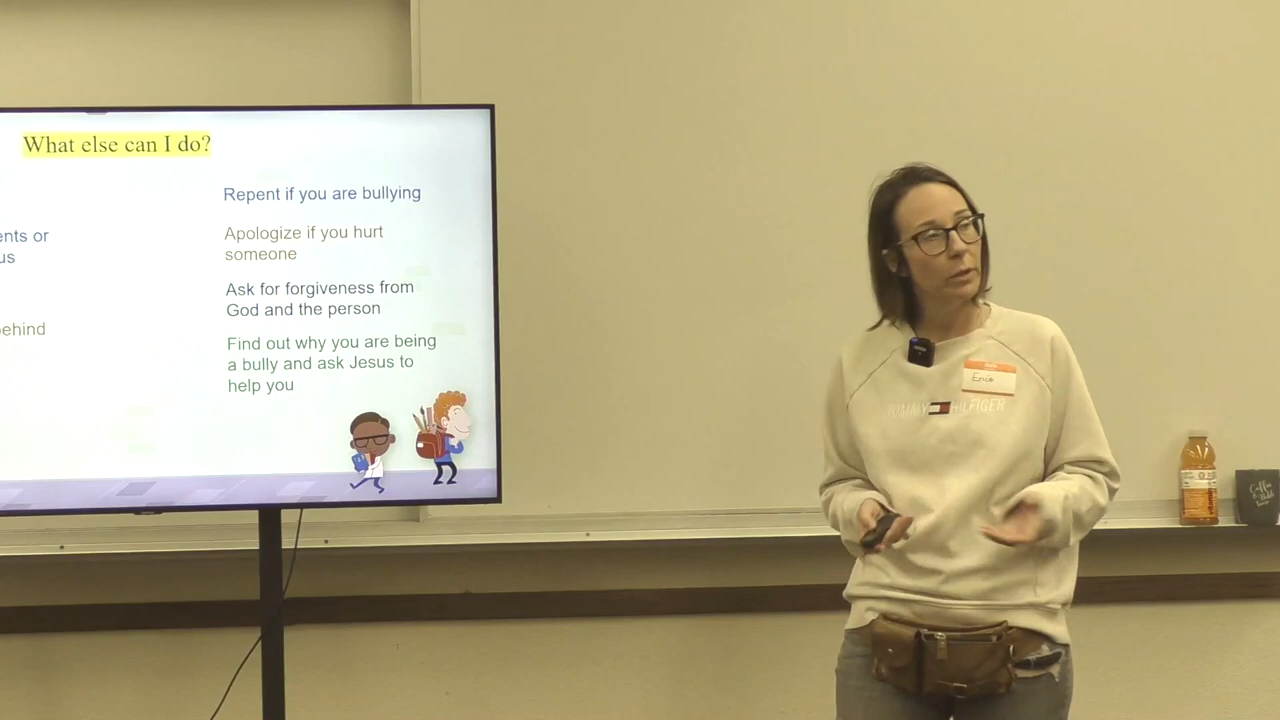 What else can I do?
ents or
us
ehind
Repent if you are bullying
Apologize if you hurt
someone
Ask for forgiveness from
God and the person
Find out why you are being
a bully and ask Jesus to
help you
TOMMY HILFIGER
Coffee